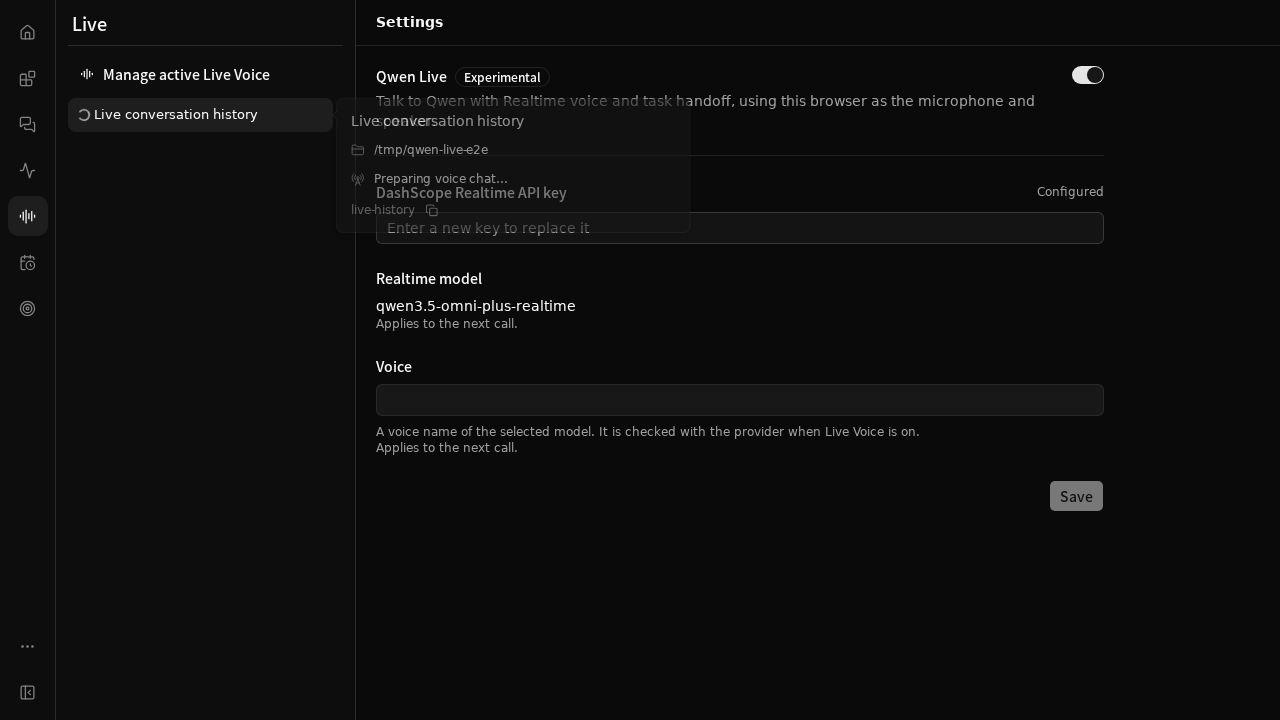 Live
Manage active Live Voice
Live conversation history
Settings
Qwen Live
Experimental
Talk to Qwen with Realtime voice and task handoff, using this browser as the microphone and
speaker.
Live conversation history
/tmp/qwen-live-e2e
Preparing voice chat...
live-history
DashScope Realtime API key
Configured
Enter a new key to replace it
Realtime model
qwen3.5-omni-plus-realtime
Applies to the next call.
Voice
A voice name of the selected model. It is checked with the provider when Live Voice is on.
Applies to the next call.
Save